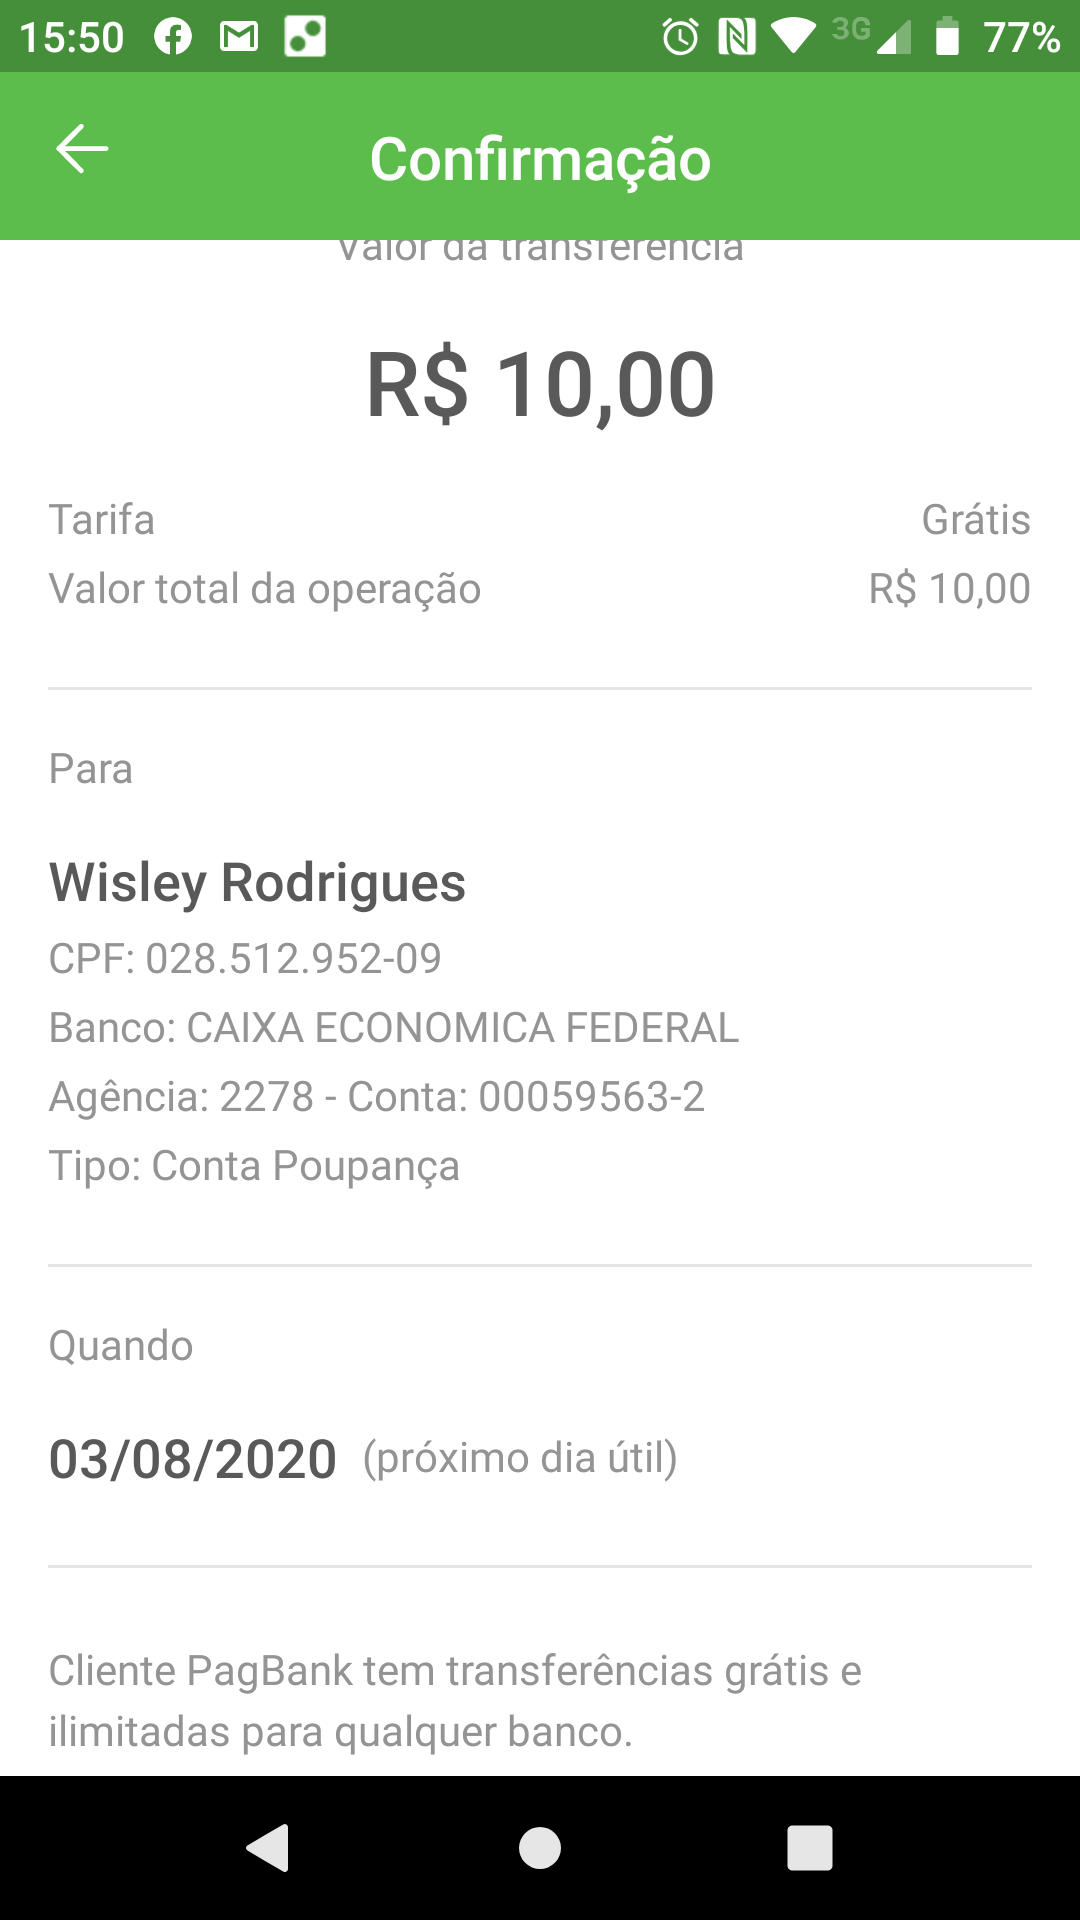 15:50
3G
77%
Confirmação
Valor da transferência
R$ 10,00
Tarifa Grátis
Valor total da operação R$ 10,00
Para
Wisley Rodrigues
CPF: 028.512.952-09
Banco: CAIXA ECONOMICA FEDERAL
Agência: 2278 - Conta: 00059563-2
Tipo: Conta Poupança
Quando
03/08/2020 (próximo dia útil)
Cliente PagBank tem transferências grátis e
ilimitadas para qualquer banco.